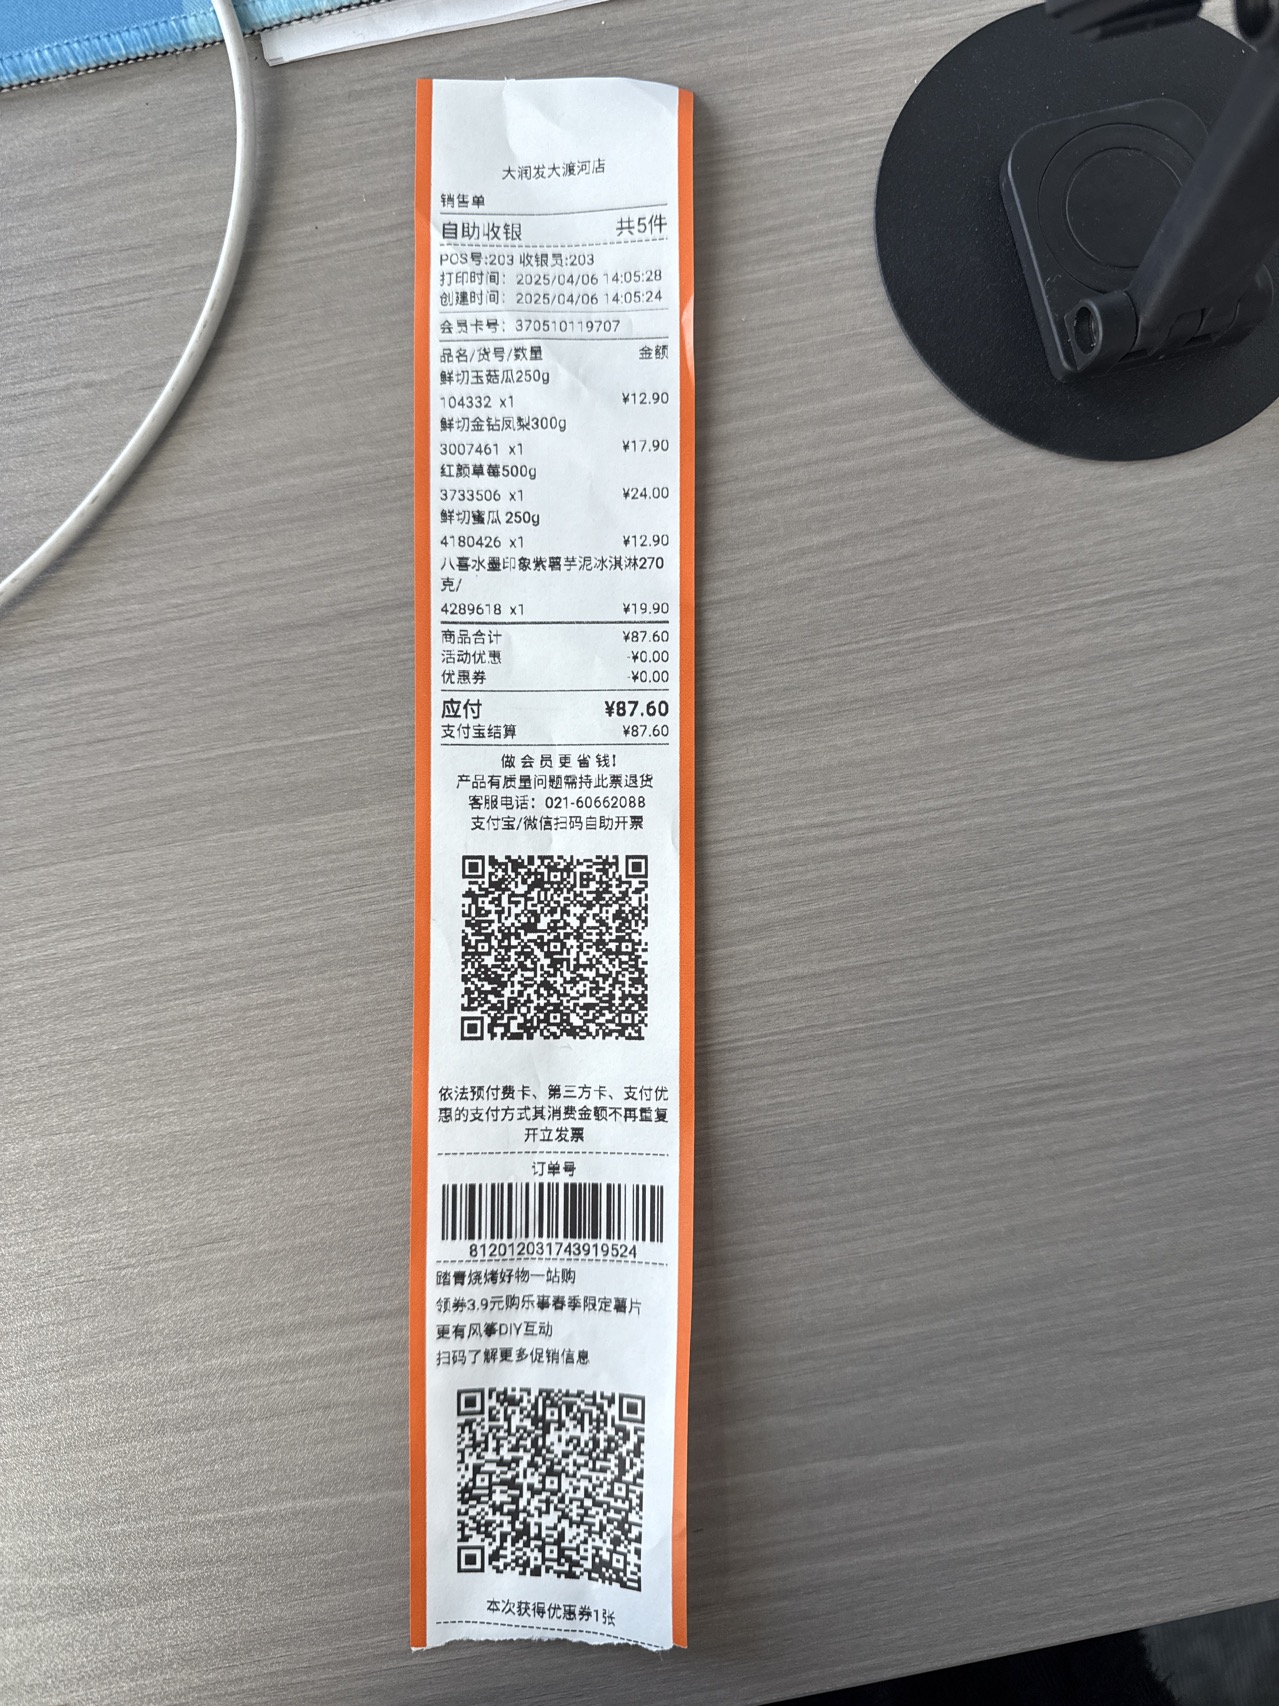 大润发大渡河店
销售单
自助收银 共5件
POS号:203 收银员:203
打印时间: 2025/04/06 14:05:28
创建时间: 2025/04/06 14:05:24
会员卡号: 370510119707
品名/货号/数量 金额
鲜切玉菇瓜250g
104332 x1 ¥12.90
鲜切金钻凤梨300g
3007461 x1 ¥17.90
红颜草莓500g
3733506 x1 ¥24.00
鲜切蜜瓜 250g
4180426 x1 ¥12.90
八喜水墨印象紫薯芋泥冰淇淋270
克/
4289618 x1 ¥19.90
商品合计 ¥87.60
活动优惠 -¥0.00
优惠券 -¥0.00
应付 ¥87.60
支付宝结算 ¥87.60
做会员更省钱!
产品有质量问题需持此票退货
客服电话: 021-60662088
支付宝/微信扫码自助开票
依法预付费卡、第三方卡、支付优
惠的支付方式其消费金额不再重复
开立发票
订单号
812012031743919524
踏青烧烤好物一站购
领券3.9元购乐事春季限定薯片
更有风筝DIY互动
扫码了解更多促销信息
本次获得优惠券1张